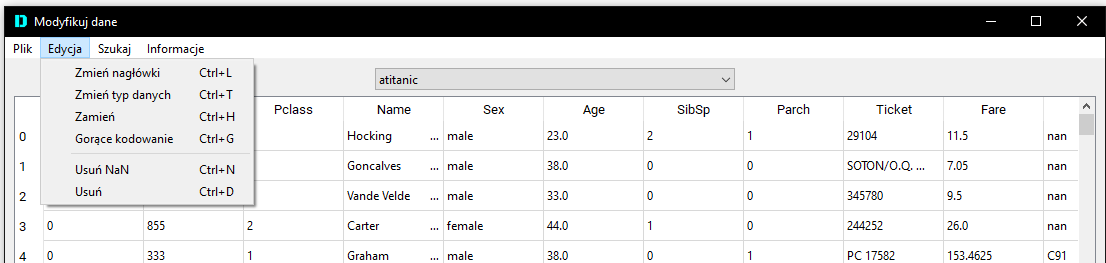 D Modyfikuj dane
Plik Edycja Szukaj Informacje
Zmień nagłówki Ctrl+L
atitanic
Zmień typ danych Ctrl+T
Pclass Name Sex Age SibSp Parch Ticket Fare
Zamień Ctrl+H
0 Hocking ... male 23.0 2 1 29104 11.5 nan
Gorące kodowanie Ctrl+G
1 Goncalves male 38.0 0 0 SOTON/O.Q. ... 7.05 nan
Usuń NaN Ctrl+N
2 Vande Velde ... male 33.0 0 0 345780 9.5 nan
Usuń Ctrl+D
3 0 855 2 Carter ... female 44.0 1 0 244252 26.0 nan
4 0 333 1 Graham ... male 38.0 0 1 PC 17582 153.4625 C91